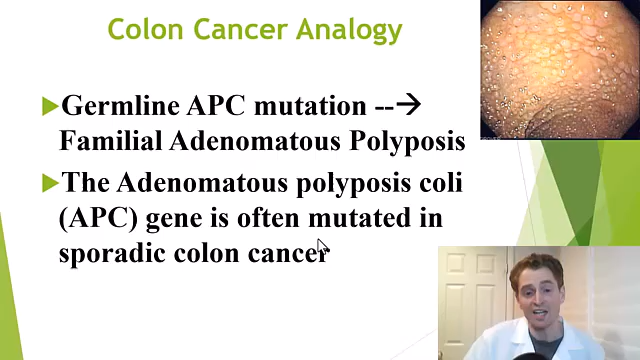 Colon Cancer Analogy
Germline APC mutation --→
Familial Adenomatous Polyposis
The Adenomatous polyposis coli
(APC) gene is often mutated in
sporadic colon cancer